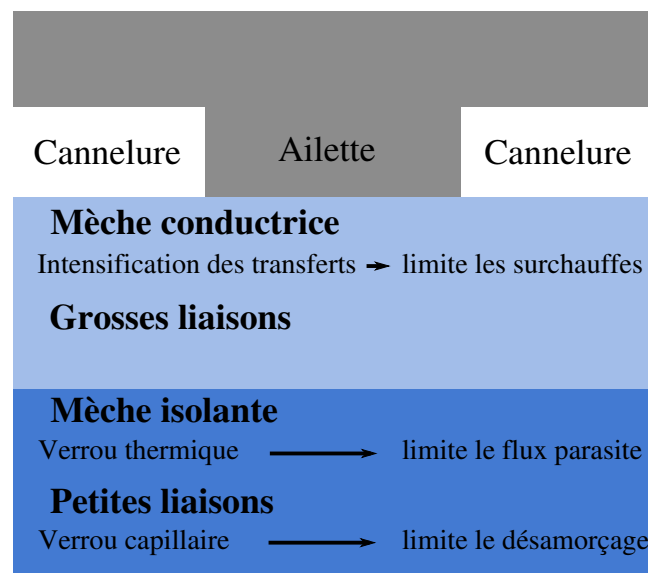 Cannelure Ailette Cannelure
Mèche conductrice
Intensification des transferts → limite les surchauffes
Grosses liaisons
Mèche isolante
Verrou thermique → limite le flux parasite
Petites liaisons
Verrou capillaire → limite le désamorçage